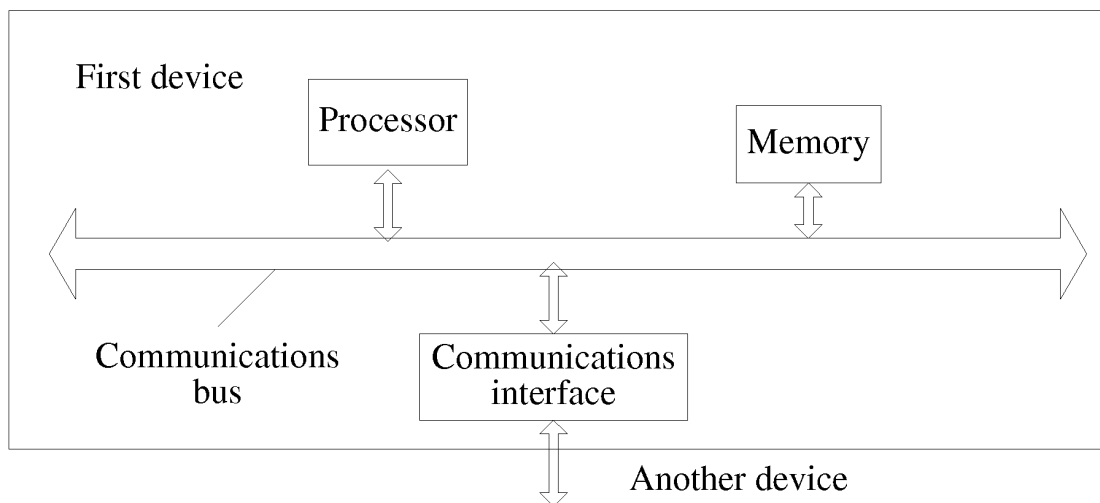 First device
Processor
Memory
Communications
bus
Communications
interface
Another device